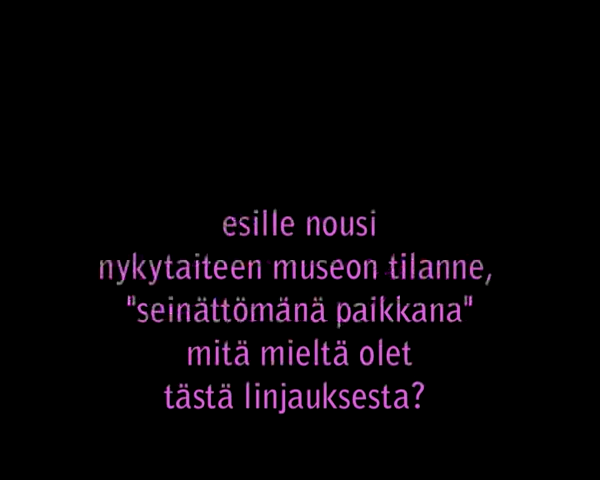 esille nousi
nykytaiteen museon tilanne,
"seinättömänä paikkana"
mitä mieltä olet
tästä linjauksesta?